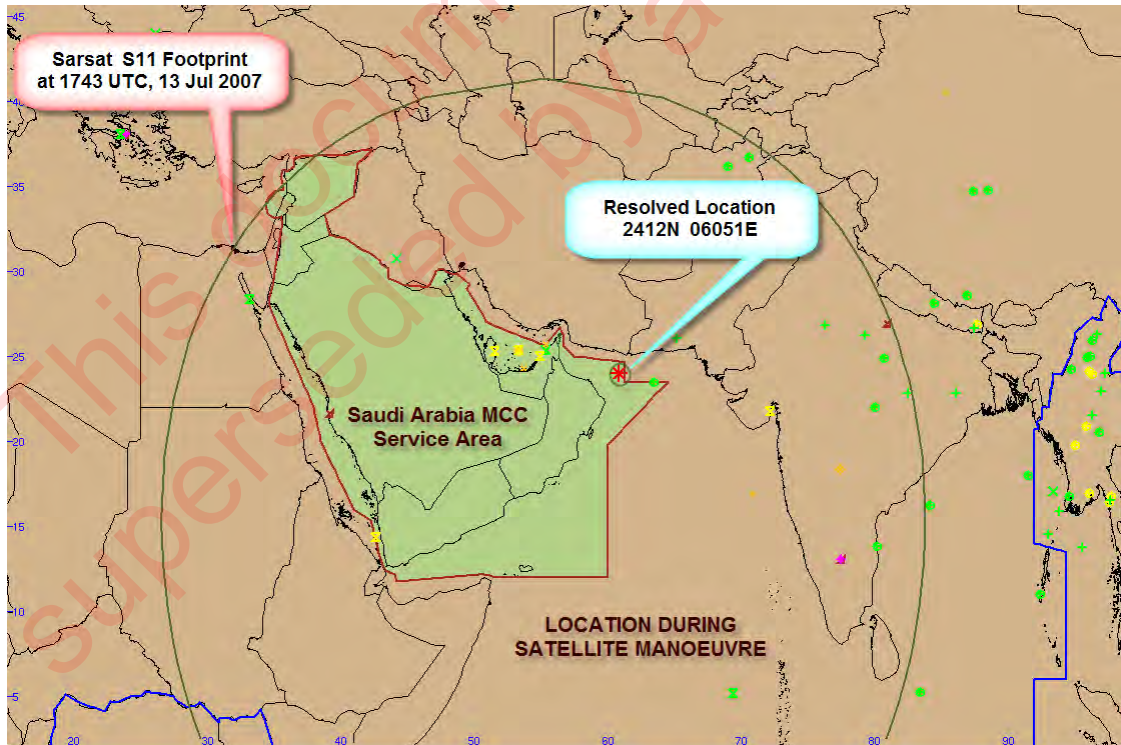 45
Sarsat S11 Footprint
at 1743 UTC, 13 Jul 2007
40
35
Resolved Location
2412N 06051E
30
25
Saudi Arabia MCC
Service Area
20
15
10
LOCATION DURING
SATELLITE MANOEUVRE
5
20 30 40 50 60 70 80 90
This docum
superseded by a